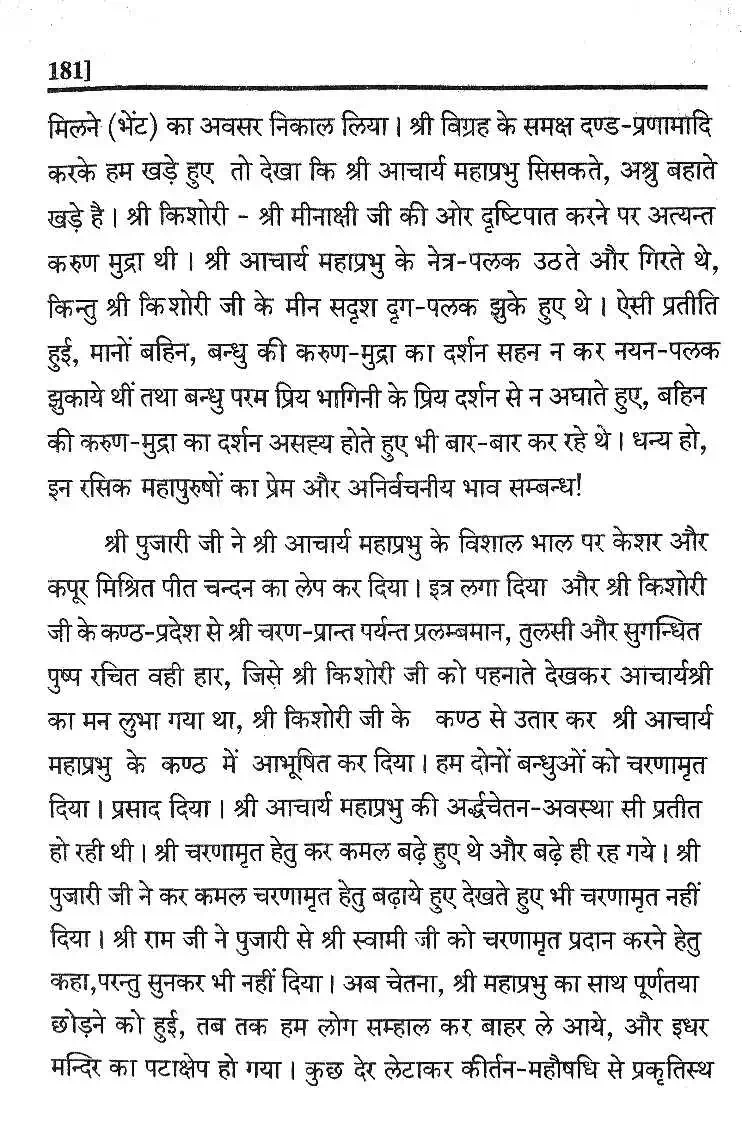 181]
मिलने (भेंट) का अवसर निकाल लिया। श्री विग्रह के समक्ष दण्ड-प्रणामादि
करके हम खड़े हुए तो देखा कि श्री आचार्य महाप्रभु सिसकते, अश्रु बहाते
खड़े है। श्री किशोरी - श्री मीनाक्षी जी की ओर दृष्टिपात करने पर अत्यन्त
करुण मुद्रा थी। श्री आचार्य महाप्रभु के नेत्र-पलक उठते और गिरते थे,
किन्तु श्री किशोरी जी के मीन सदृश दृग-पलक झुके हुए थे। ऐसी प्रतीति
हुई, मानों बहिन, बन्धु की करुण-मुद्रा का दर्शन सहन न कर नयन-पलक
झुकाये थीं तथा बन्धु परम प्रिय भागिनी के प्रिय दर्शन से न अघाते हुए, बहिन
की करुण-मुद्रा का दर्शन असह्य होते हुए भी बार-बार कर रहे थे। धन्य हो,
इन रसिक महापुरुषों का प्रेम और अनिर्वचनीय भाव सम्बन्ध!
श्री पुजारी जी ने श्री आचार्य महाप्रभु के विशाल भाल पर केशर और
कपूर मिश्रित पीत चन्दन का लेप कर दिया। इत्र लगा दिया और श्री किशोरी
जी के कण्ठ-प्रदेश से श्री चरण-प्रान्त पर्यन्त प्रलम्बमान, तुलसी और सुगन्धित
पुष्प रचित वही हार, जिसे श्री किशोरी जी को पहनाते देखकर आचार्यश्री
का मन लुभा गया था, श्री किशोरी जी के कण्ठ से उतार कर श्री आचार्य
महाप्रभु के कण्ठ में आभूषित कर दिया। हम दोनों बन्धुओं को चरणामृत
दिया। प्रसाद दिया। श्री आचार्य महाप्रभु की अर्द्धचेतन-अवस्था सी प्रतीत
हो रही थी। श्री चरणामृत हेतु कर कमल बढ़े हुए थे और बढ़े ही रह गये। श्री
पुजारी जी ने कर कमल चरणामृत हेतु बढ़ाये हुए देखते हुए भी चरणामृत नहीं
दिया। श्री राम जी ने पुजारी से श्री स्वामी जी को चरणामृत प्रदान करने हेतु
कहा,परन्तु सुनकर भी नहीं दिया। अब चेतना, श्री महाप्रभु का साथ पूर्णतया
छोड़ने को हुई, तब तक हम लोग सम्हाल कर बाहर ले आये, और इधर
मन्दिर का पटाक्षेप हो गया। कुछ देर लेटाकर कीर्तन-महौषधि से प्रकृतिस्थ